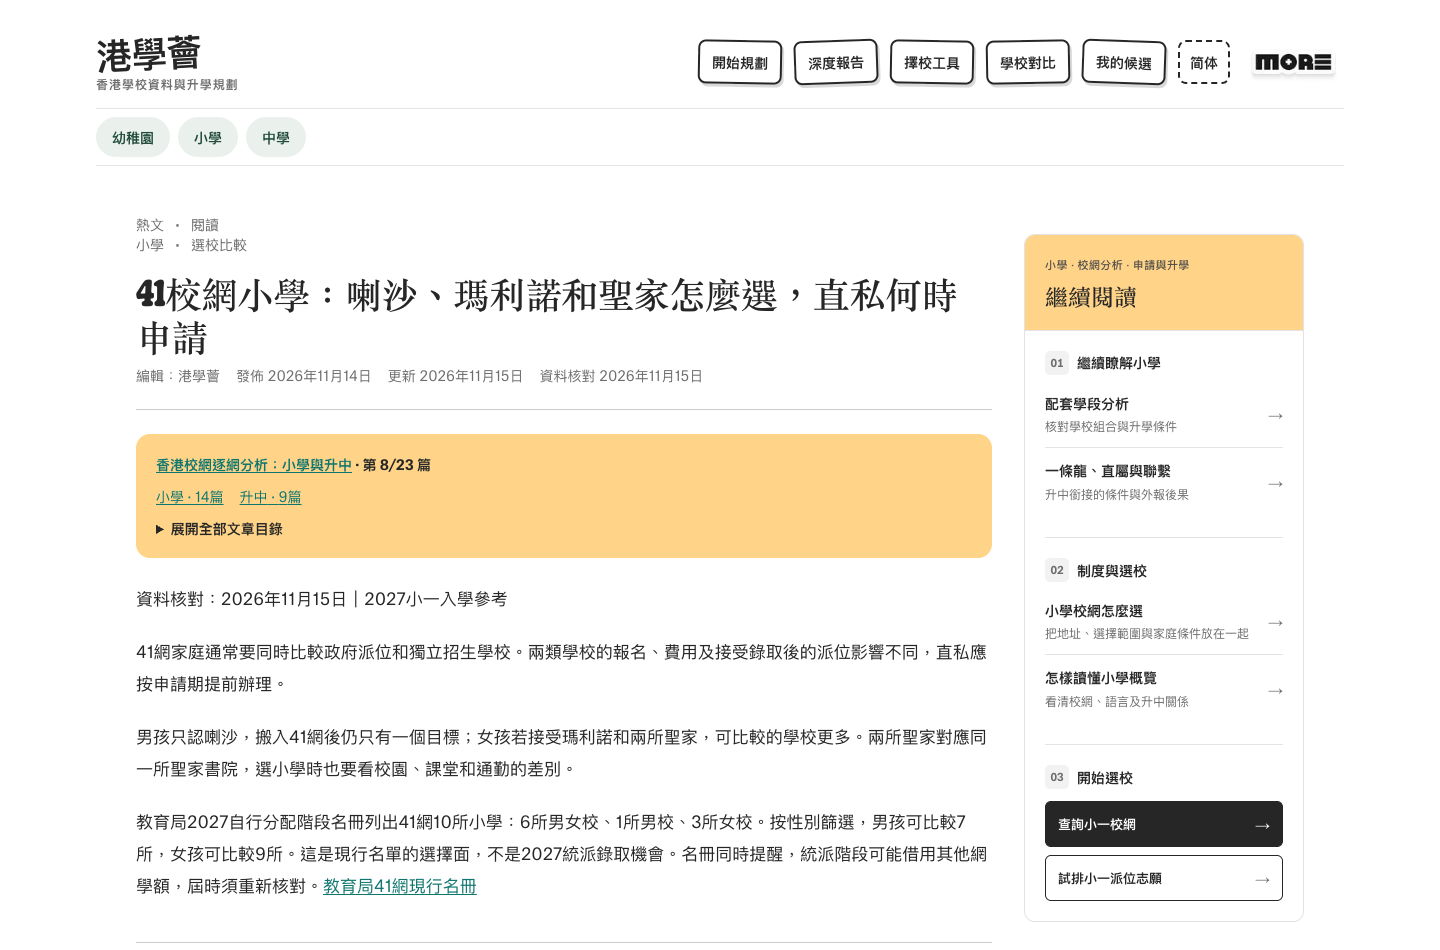 港學薈
香港學校資料與升學規劃
開始規劃
深度報告
擇校工具
學校對比
我的候選
简体
MORE
幼稚園
小學
中學
熱文 · 閱讀
小學 · 選校比較
41校網小學：喇沙、瑪利諾和聖家怎麼選，直私何時
申請
編輯：港學薈 發佈 2026年11月14日 更新 2026年11月15日 資料核對 2026年11月15日
香港校網逐網分析：小學與升中 · 第 8/23 篇
小學 · 14篇 升中 · 9篇
▶ 展開全部文章目錄
資料核對：2026年11月15日｜2027小一入學參考
41網家庭通常要同時比較政府派位和獨立招生學校。兩類學校的報名、費用及接受錄取後的派位影響不同，直私應
按申請期提前辦理。
男孩只認喇沙，搬入41網後仍只有一個目標；女孩若接受瑪利諾和兩所聖家，可比較的學校更多。兩所聖家對應同
一所聖家書院，選小學時也要看校園、課堂和通勤的差別。
教育局2027自行分配階段名冊列出41網10所小學：6所男女校、1所男校、3所女校。按性別篩選，男孩可比較7
所，女孩可比較9所。這是現行名單的選擇面，不是2027統派錄取機會。名冊同時提醒，統派階段可能借用其他網
學額，屆時須重新核對。教育局41網現行名冊
小學 · 校網分析 · 申請與升學
繼續閱讀
01 繼續瞭解小學
配套學段分析 →
核對學校組合與升學條件
一條龍、直屬與聯繫 →
升中銜接的條件與外報後果
02 制度與選校
小學校網怎麼選 →
把地址、選擇範圍與家庭條件放在一起
怎樣讀懂小學概覽 →
看清校網、語言及升中關係
03 開始選校
查詢小一校網 →
試排小一派位志願 →